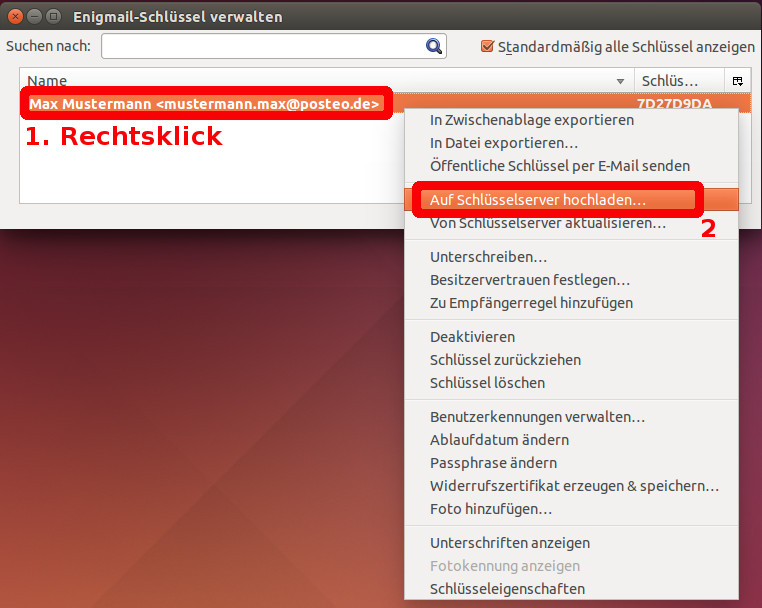 Enigmail-Schlüssel verwalten
Suchen nach:
Standardmäßig alle Schlüssel anzeigen
Name Schlüs…
Max Mustermann <mustermann.max@posteo.de> 7D27D9DA
1. Rechtsklick
In Zwischenablage exportieren
In Datei exportieren…
Öffentliche Schlüssel per E-Mail senden
Auf Schlüsselserver hochladen…
Von Schlüsselserver aktualisieren…
2
Unterschreiben…
Besitzervertrauen festlegen…
Zu Empfängerregel hinzufügen
Deaktivieren
Schlüssel zurückziehen
Schlüssel löschen
Benutzerkennungen verwalten…
Ablaufdatum ändern
Passphrase ändern
Widerrufszertifikat erzeugen & speichern…
Foto hinzufügen…
Unterschriften anzeigen
Fotokennung anzeigen
Schlüsseleigenschaften